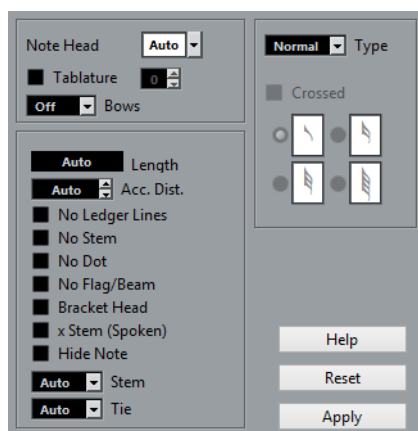 Note Head Auto
Tablature 0
Off Bows
Auto Length
Auto Acc. Dist.
No Ledger Lines
No Stem
No Dot
No Flag/Beam
Bracket Head
x Stem (Spoken)
Hide Note
Auto Stem
Auto Tie
Normal Type
Crossed
Help
Reset
Apply